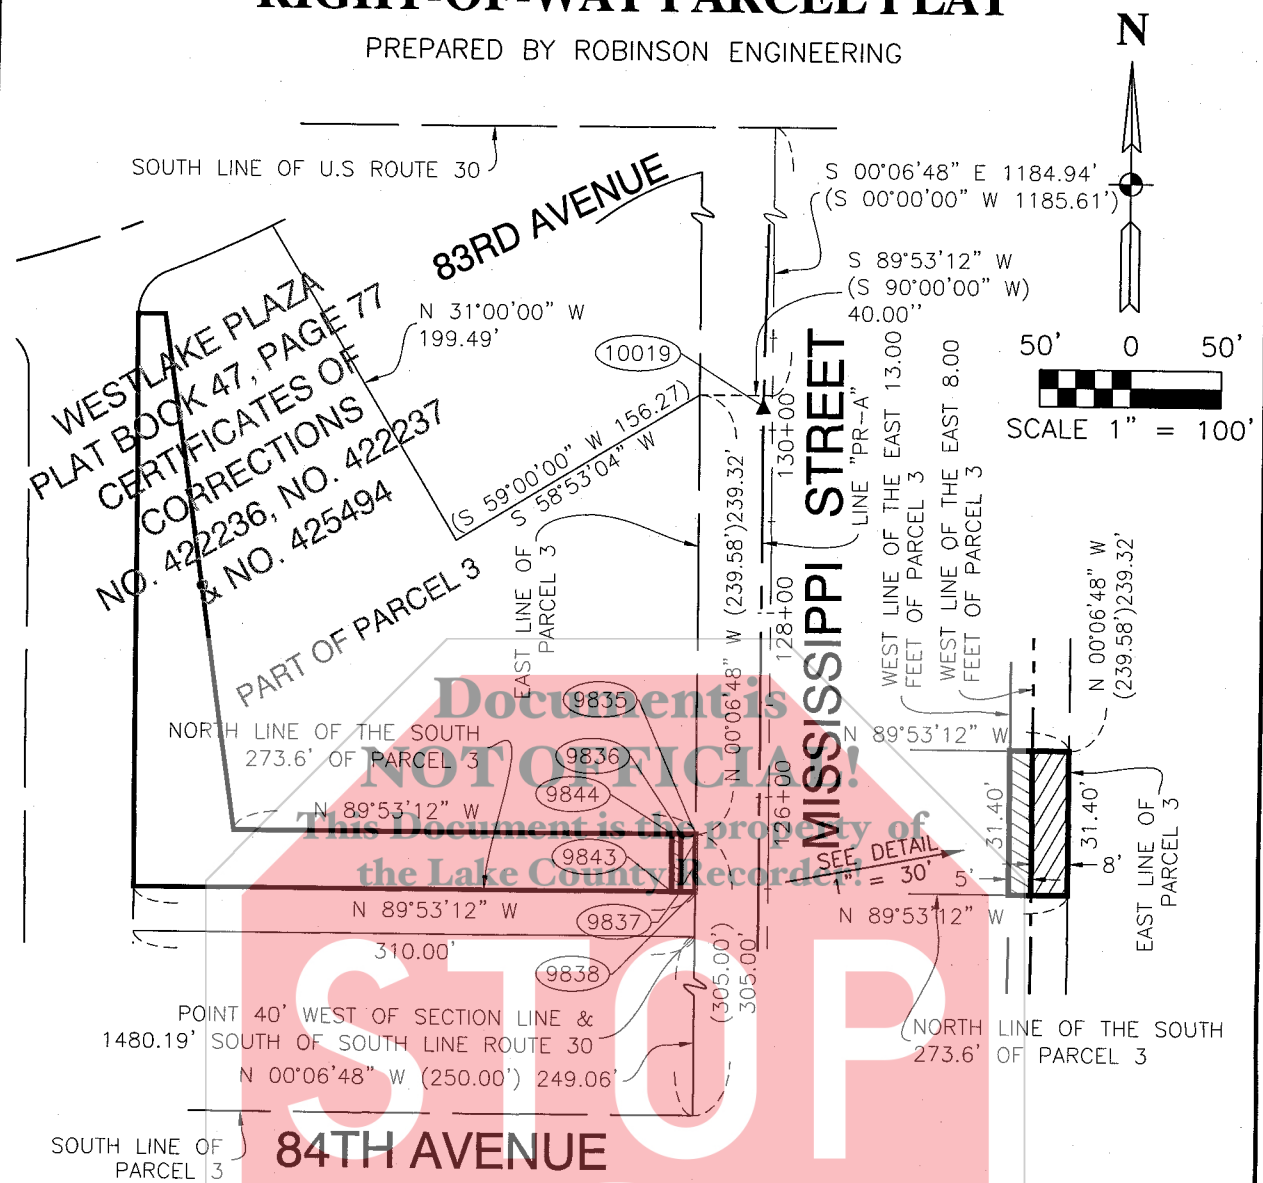 RIGHT-OF-WAY PARCEL PLAT
PREPARED BY ROBINSON ENGINEERING
N
SOUTH LINE OF U.S ROUTE 30
83RD AVENUE
S 00°06'48" E 1184.94'
(S 00°00'00" W 1185.61')
S 89°53'12" W
(S 90°00'00" W)
40.00''
N 31°00'00" W
199.49'
10019
50' 0 50'
SCALE 1" = 100'
WESTLAKE PLAZA
PLAT BOOK 47, PAGE 77
CERTIFICATES OF
CORRECTIONS
NO. 422236, NO. 422237
& NO. 425494
(S 59°00'00" W 156.27)
S 58°53'04" W
PART OF PARCEL 3
EAST LINE OF
PARCEL 3
N 00°06'48" W (239.58')239.32'
130+00
128+00
126+00
MISSISSIPPI STREET
LINE "PR-A"
WEST LINE OF THE EAST 13.00
FEET OF PARCEL 3
WEST LINE OF THE EAST 8.00
FEET OF PARCEL 3
N 00°06'48" W
(239.58')239.32'
Document is
NOT OFFICIAL!
This Document is the property of
the Lake County Recorder!
STOP
NORTH LINE OF THE SOUTH
273.6' OF PARCEL 3
9835
9836
9844
9843
9837
9838
N 89°53'12" W
N 89°53'12" W
310.00'
(305.00')
305.00'
SEE DETAIL
1" = 30'
N 89°53'12" W
31.40'
31.40'
5'
8'
N 89°53'12" W
EAST LINE OF
PARCEL 3
NORTH LINE OF THE SOUTH
273.6' OF PARCEL 3
POINT 40' WEST OF SECTION LINE &
1480.19' SOUTH OF SOUTH LINE ROUTE 30
N 00°06'48" W (250.00') 249.06'
SOUTH LINE OF
PARCEL 3
84TH AVENUE